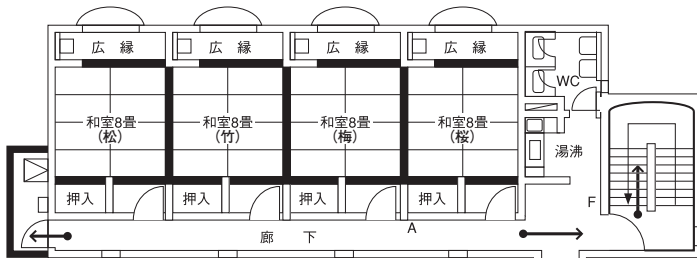 広 縁
広 縁
広 縁
広 縁
WC
和室8畳
(松)
和室8畳
(竹)
和室8畳
(梅)
和室8畳
(桜)
湯沸
押入
押入
押入
押入
F
A
廊 下